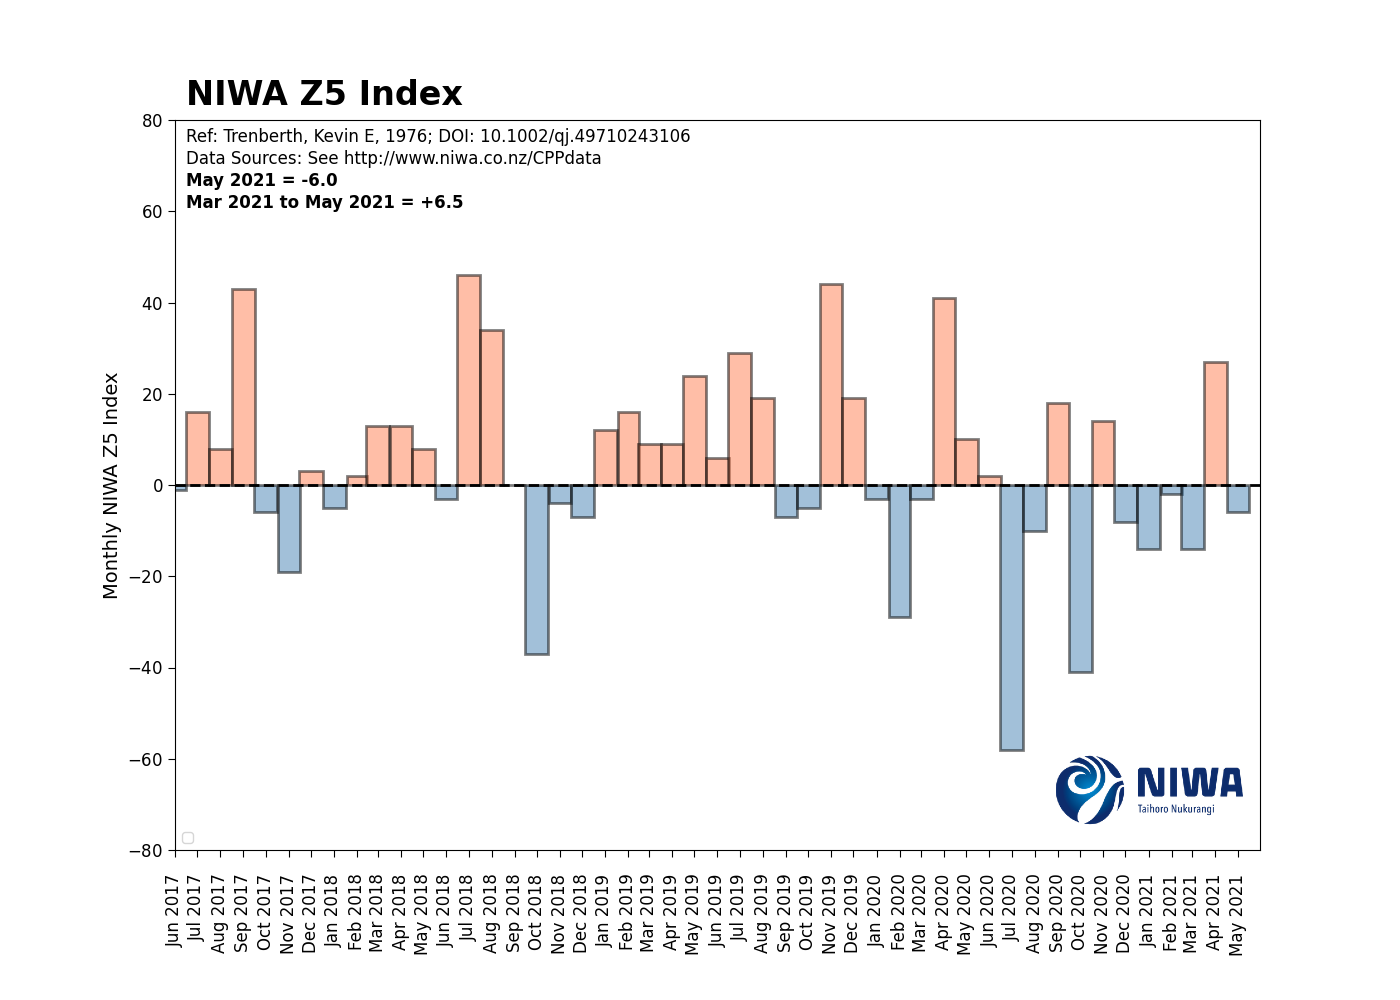 NIWA Z5 Index
Ref: Trenberth, Kevin E, 1976; DOI: 10.1002/qj.49710243106
Data Sources: See http://www.niwa.co.nz/CPPdata
May 2021 = -6.0
Mar 2021 to May 2021 = +6.5
Monthly NIWA Z5 Index
80
60
40
20
0
−20
−40
−60
−80
NIWA
Taihoro Nukurangi
Jun 2017
Jul 2017
Aug 2017
Sep 2017
Oct 2017
Nov 2017
Dec 2017
Jan 2018
Feb 2018
Mar 2018
Apr 2018
May 2018
Jun 2018
Jul 2018
Aug 2018
Sep 2018
Oct 2018
Nov 2018
Dec 2018
Jan 2019
Feb 2019
Mar 2019
Apr 2019
May 2019
Jun 2019
Jul 2019
Aug 2019
Sep 2019
Oct 2019
Nov 2019
Dec 2019
Jan 2020
Feb 2020
Mar 2020
Apr 2020
May 2020
Jun 2020
Jul 2020
Aug 2020
Sep 2020
Oct 2020
Nov 2020
Dec 2020
Jan 2021
Feb 2021
Mar 2021
Apr 2021
May 2021